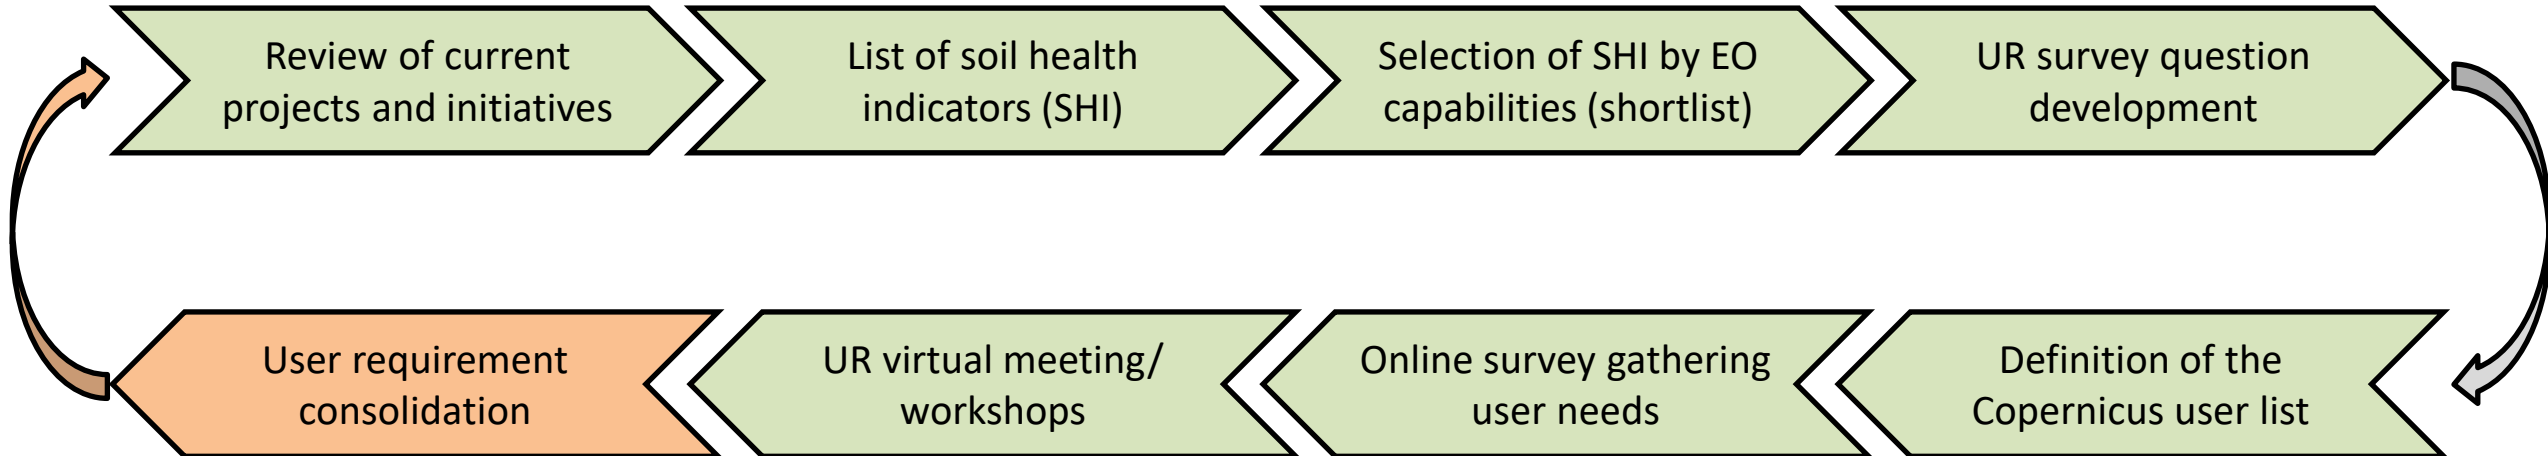 Review of current
projects and initiatives
List of soil health
indicators (SHI)
Selection of SHI by EO
capabilities (shortlist)
UR survey question
development
User requirement
consolidation
UR virtual meeting/
workshops
Online survey gathering
user needs
Definition of the
Copernicus user list